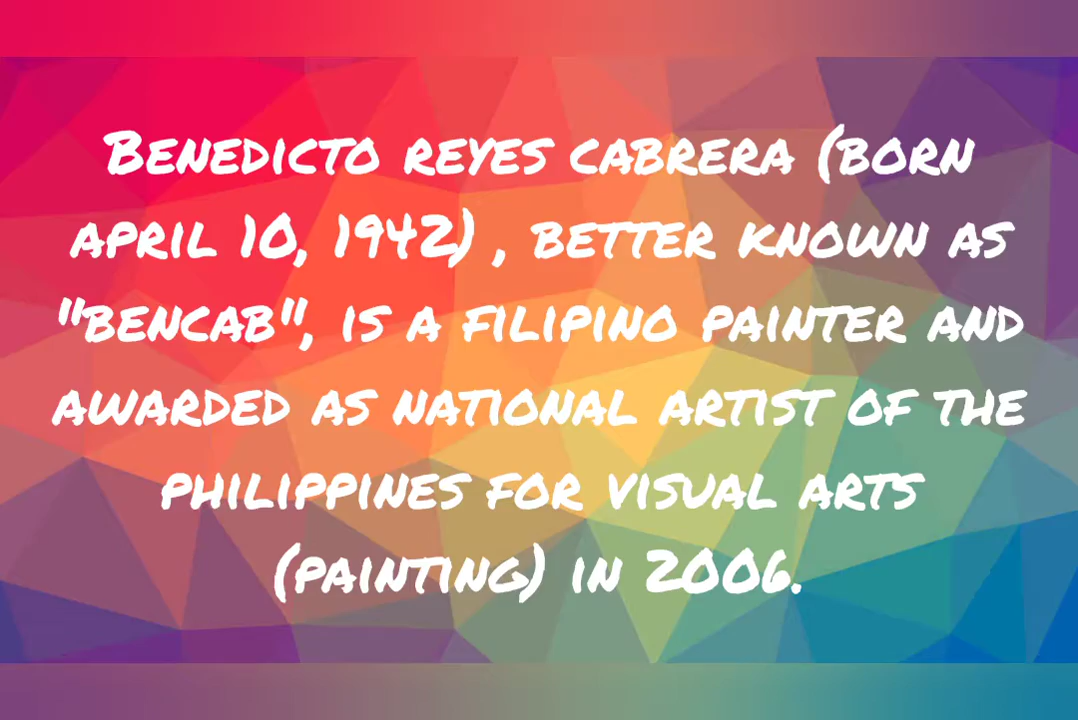 Benedicto reyes cabrera (born
april 10, 1942) , better known as
"bencab", is a filipino painter and
awarded as national artist of the
philippines for visual arts
(painting) in 2006.